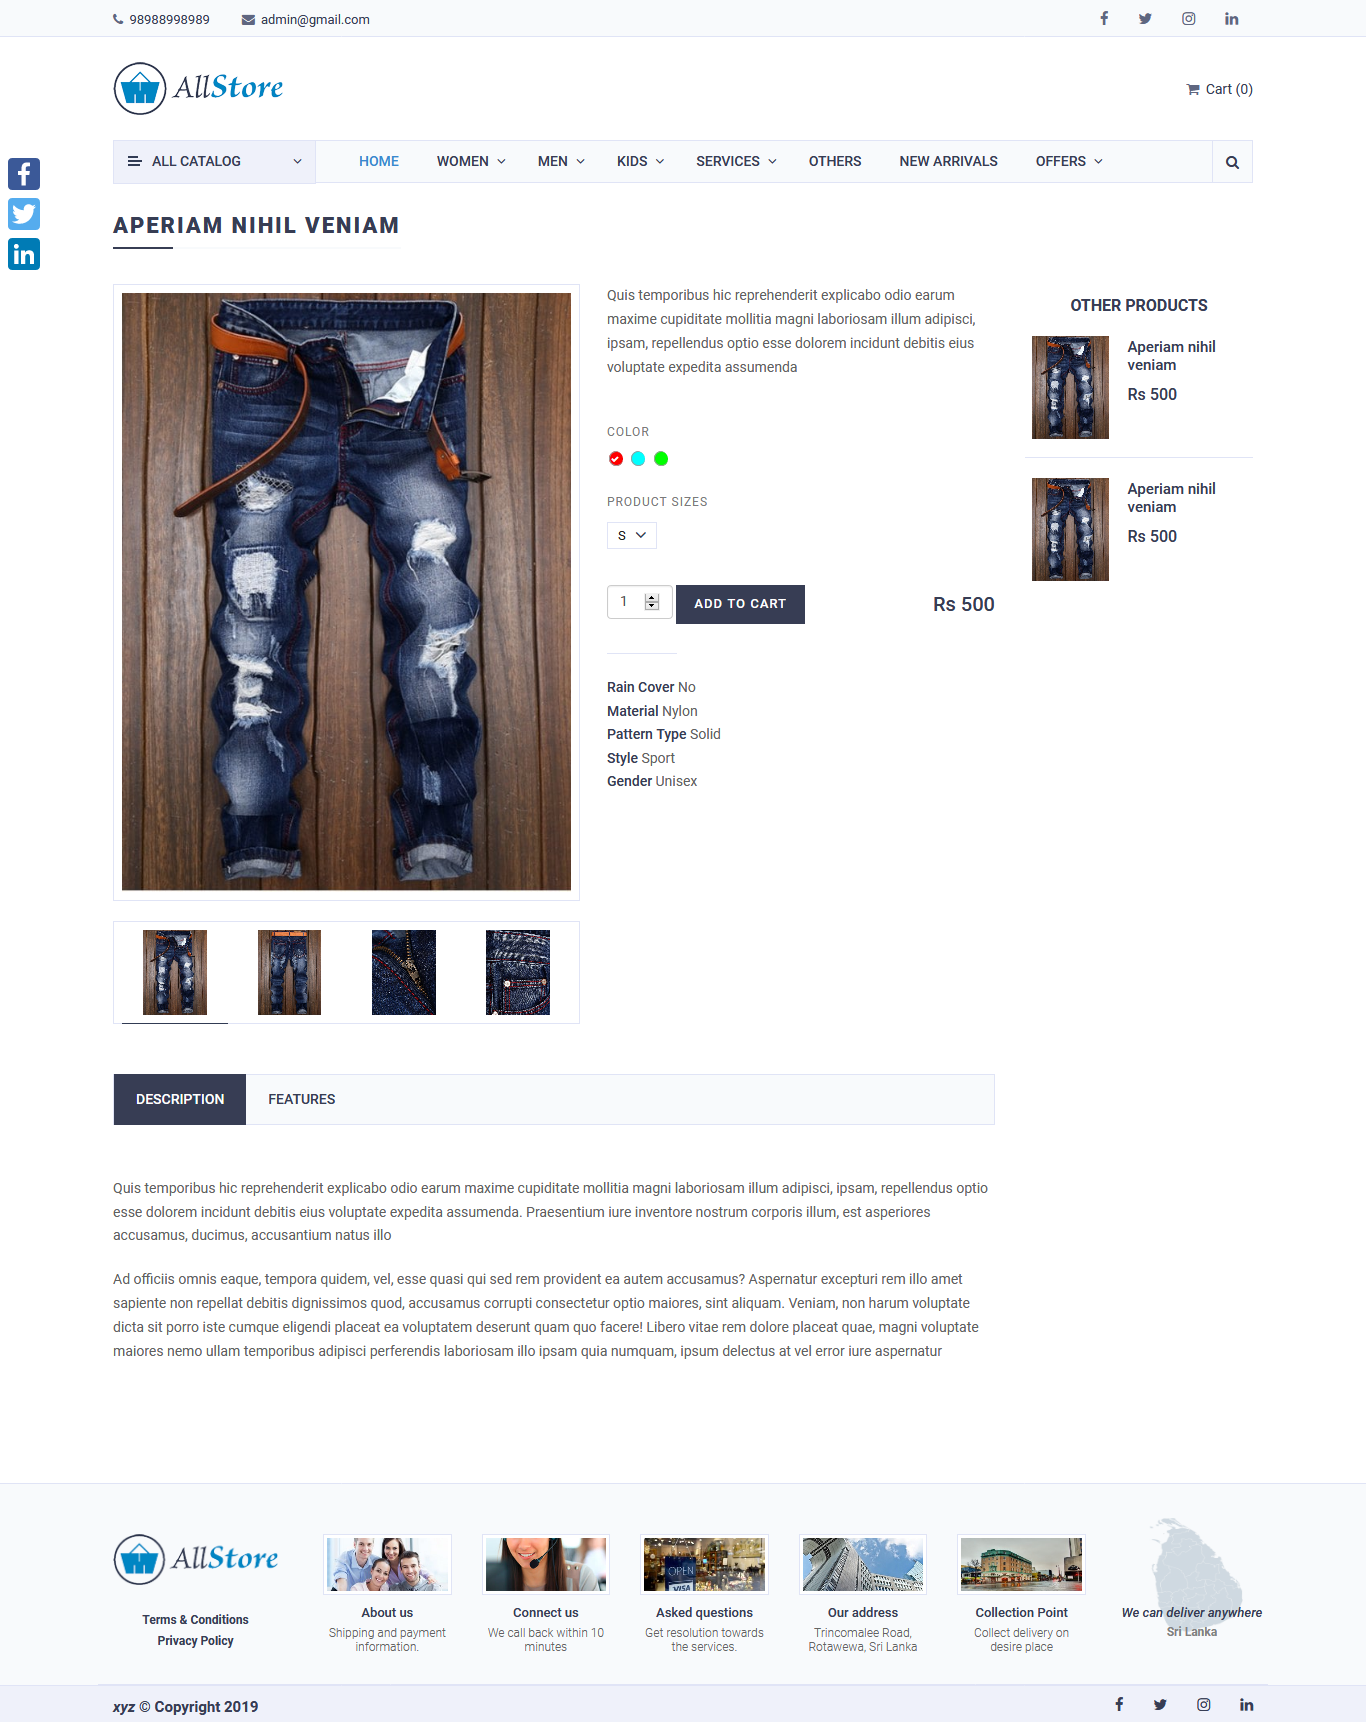 98988998989 admin@gmail.com
AllStore
Cart (0)
ALL CATALOG HOME WOMEN MEN KIDS SERVICES OTHERS NEW ARRIVALS OFFERS
APERIAM NIHIL VENIAM
Quis temporibus hic reprehenderit explicabo odio earum
maxime cupiditate mollitia magni laboriosam illum adipisci,
ipsam, repellendus optio esse dolorem incidunt debitis eius
voluptate expedita assumenda
COLOR
PRODUCT SIZES
S
1 ADD TO CART Rs 500
Rain Cover No
Material Nylon
Pattern Type Solid
Style Sport
Gender Unisex
OTHER PRODUCTS
Aperiam nihil
veniam
Rs 500
Aperiam nihil
veniam
Rs 500
DESCRIPTION FEATURES
Quis temporibus hic reprehenderit explicabo odio earum maxime cupiditate mollitia magni laboriosam illum adipisci, ipsam, repellendus optio
esse dolorem incidunt debitis eius voluptate expedita assumenda. Praesentium iure inventore nostrum corporis illum, est asperiores
accusamus, ducimus, accusantium natus illo
Ad officiis omnis eaque, tempora quidem, vel, esse quasi qui sed rem provident ea autem accusamus? Aspernatur excepturi rem illo amet
sapiente non repellat debitis dignissimos quod, accusamus corrupti consectetur optio maiores, sint aliquam. Veniam, non harum voluptate
dicta sit porro iste cumque eligendi placeat ea voluptatem deserunt quam quo facere! Libero vitae rem dolore placeat quae, magni voluptate
maiores nemo ullam temporibus adipisci perferendis laboriosam illo ipsam quia numquam, ipsum delectus at vel error iure aspernatur
AllStore
Terms & Conditions
Privacy Policy
About us
Shipping and payment
information.
Connect us
We call back within 10
minutes
OPEN
VISA
Asked questions
Get resolution towards
the services.
Our address
Trincomalee Road,
Rotawewa, Sri Lanka
Collection Point
Collect delivery on
desire place
We can deliver anywhere
Sri Lanka
xyz © Copyright 2019